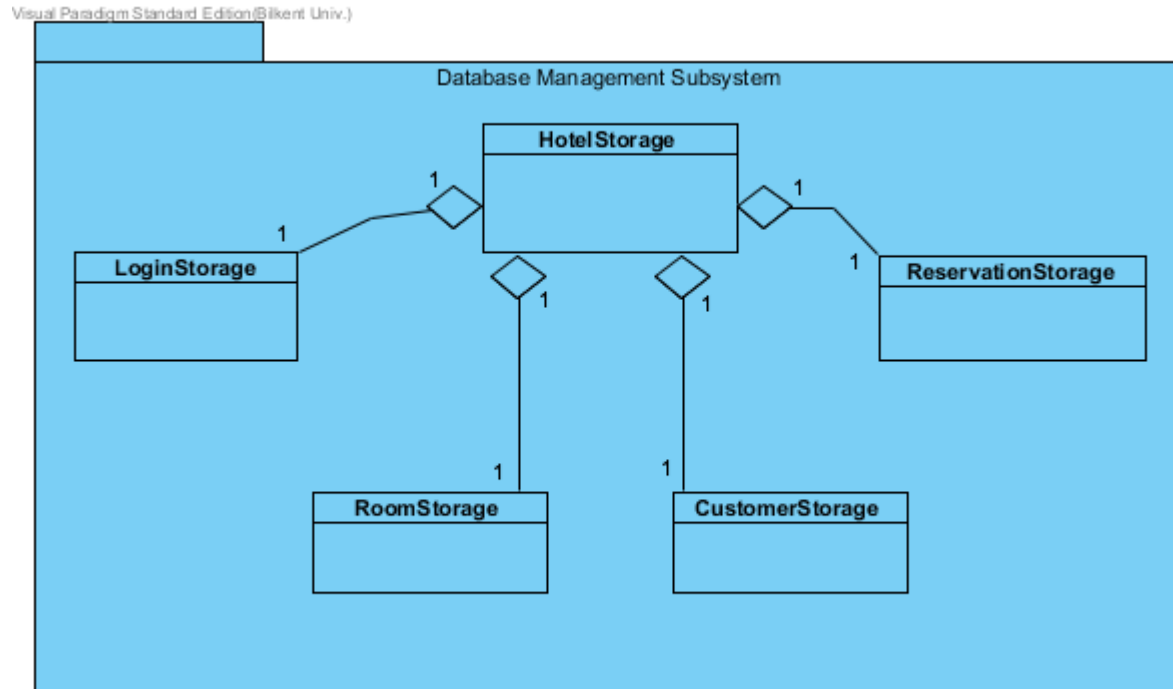 Visual Paradigm Standard Edition(Bilkent Univ.)
Database Management Subsystem
HotelStorage
1
1
1
LoginStorage
1
ReservationStorage
1
1
1
1
RoomStorage
CustomerStorage